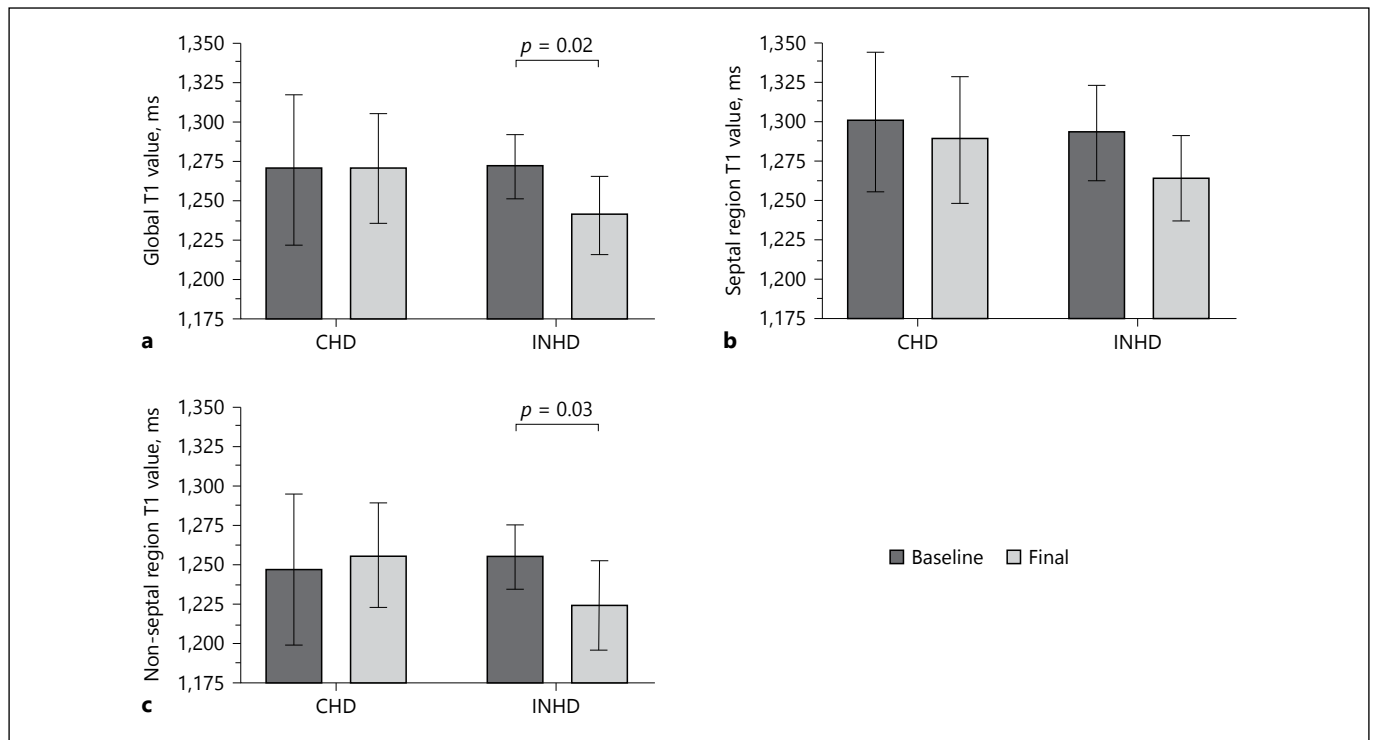 1,350
1,325
1,300
1,275
1,250
1,225
1,200
1,175
Global T1 value, ms
p = 0.02
CHD
INHD
a
1,350
1,325
1,300
1,275
1,250
1,225
1,200
1,175
Septal region T1 value, ms
CHD
INHD
b
1,350
1,325
1,300
1,275
1,250
1,225
1,200
1,175
Non-septal region T1 value, ms
p = 0.03
CHD
INHD
c
Baseline
Final